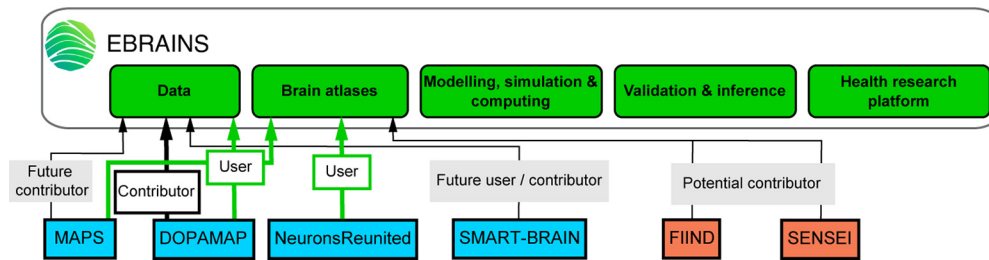 EBRAINS
Data
Brain atlases
Modelling, simulation &
computing
Validation & inference
Health research
platform
Future
contributor
Contributor
User
User
Future user / contributor
Potential contributor
MAPS
DOPAMAP
NeuronsReunited
SMART-BRAIN
FIIND
SENSEI